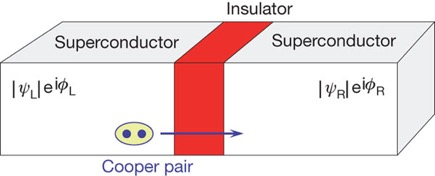 Insulator
Superconductor
Superconductor
|ψL|eiϕL
|ψR|eiϕR
Cooper pair